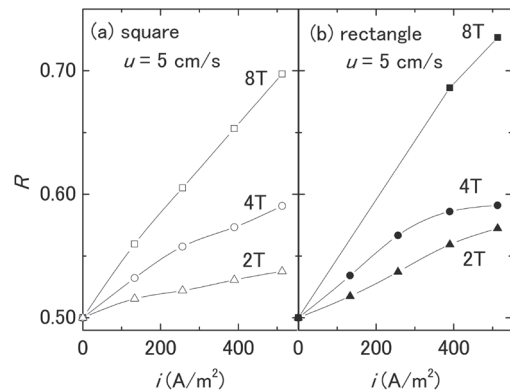 (a) square
u = 5 cm/s
8T
4T
2T
(b) rectangle
u = 5 cm/s
8T
4T
2T
R
0.70
0.60
0.50
0 200 400 0 200 400
i (A/m²) i (A/m²)